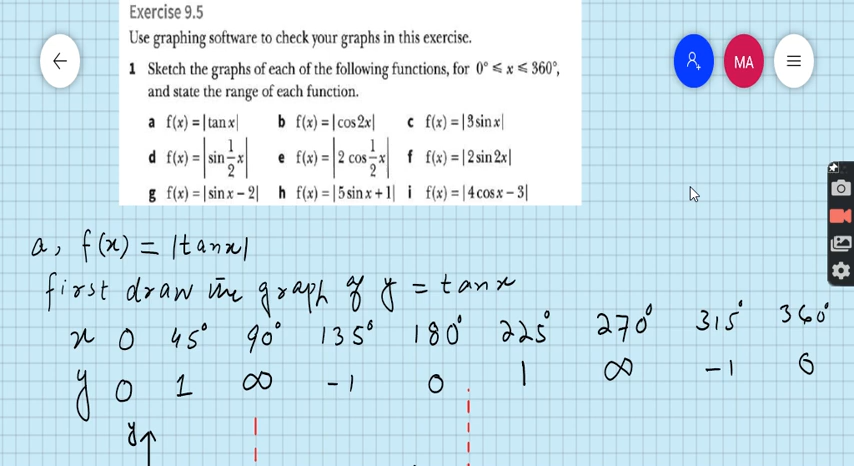 Exercise 9.5
Use graphing software to check your graphs in this exercise.
1 Sketch the graphs of each of the following functions, for 0° ⩽ x ⩽ 360°,
and state the range of each function.
a f(x) = |tan x| b f(x) = |cos 2x| c f(x) = |3 sin x|
d f(x) = |sin 1/2 x| e f(x) = |2 cos 1/2 x| f f(x) = |2 sin 2x|
g f(x) = |sin x − 2| h f(x) = |5 sin x + 1| i f(x) = |4 cos x − 3|
MA
a, f(x) = |tan x|
first draw the graph of y = tan x
x 0 45° 90° 135° 180° 225° 270° 315° 360°
y 0 1 ∞ -1 0 1 ∞ -1 0
y